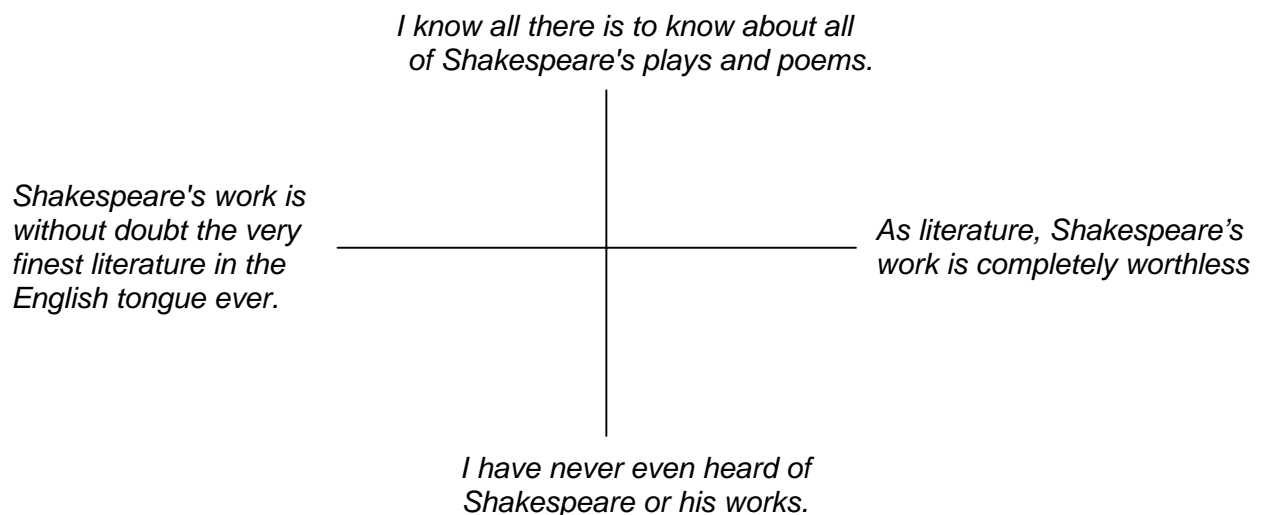 I know all there is to know about all
of Shakespeare's plays and poems.
Shakespeare's work is
without doubt the very
finest literature in the
English tongue ever.
As literature, Shakespeare’s
work is completely worthless
I have never even heard of
Shakespeare or his works.